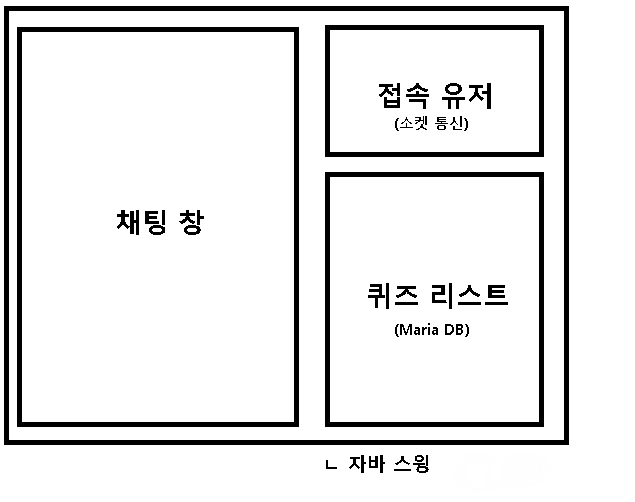 접속 유저
(소켓 통신)
채팅 창
퀴즈 리스트
(Maria DB)
ㄴ 자바 스윙